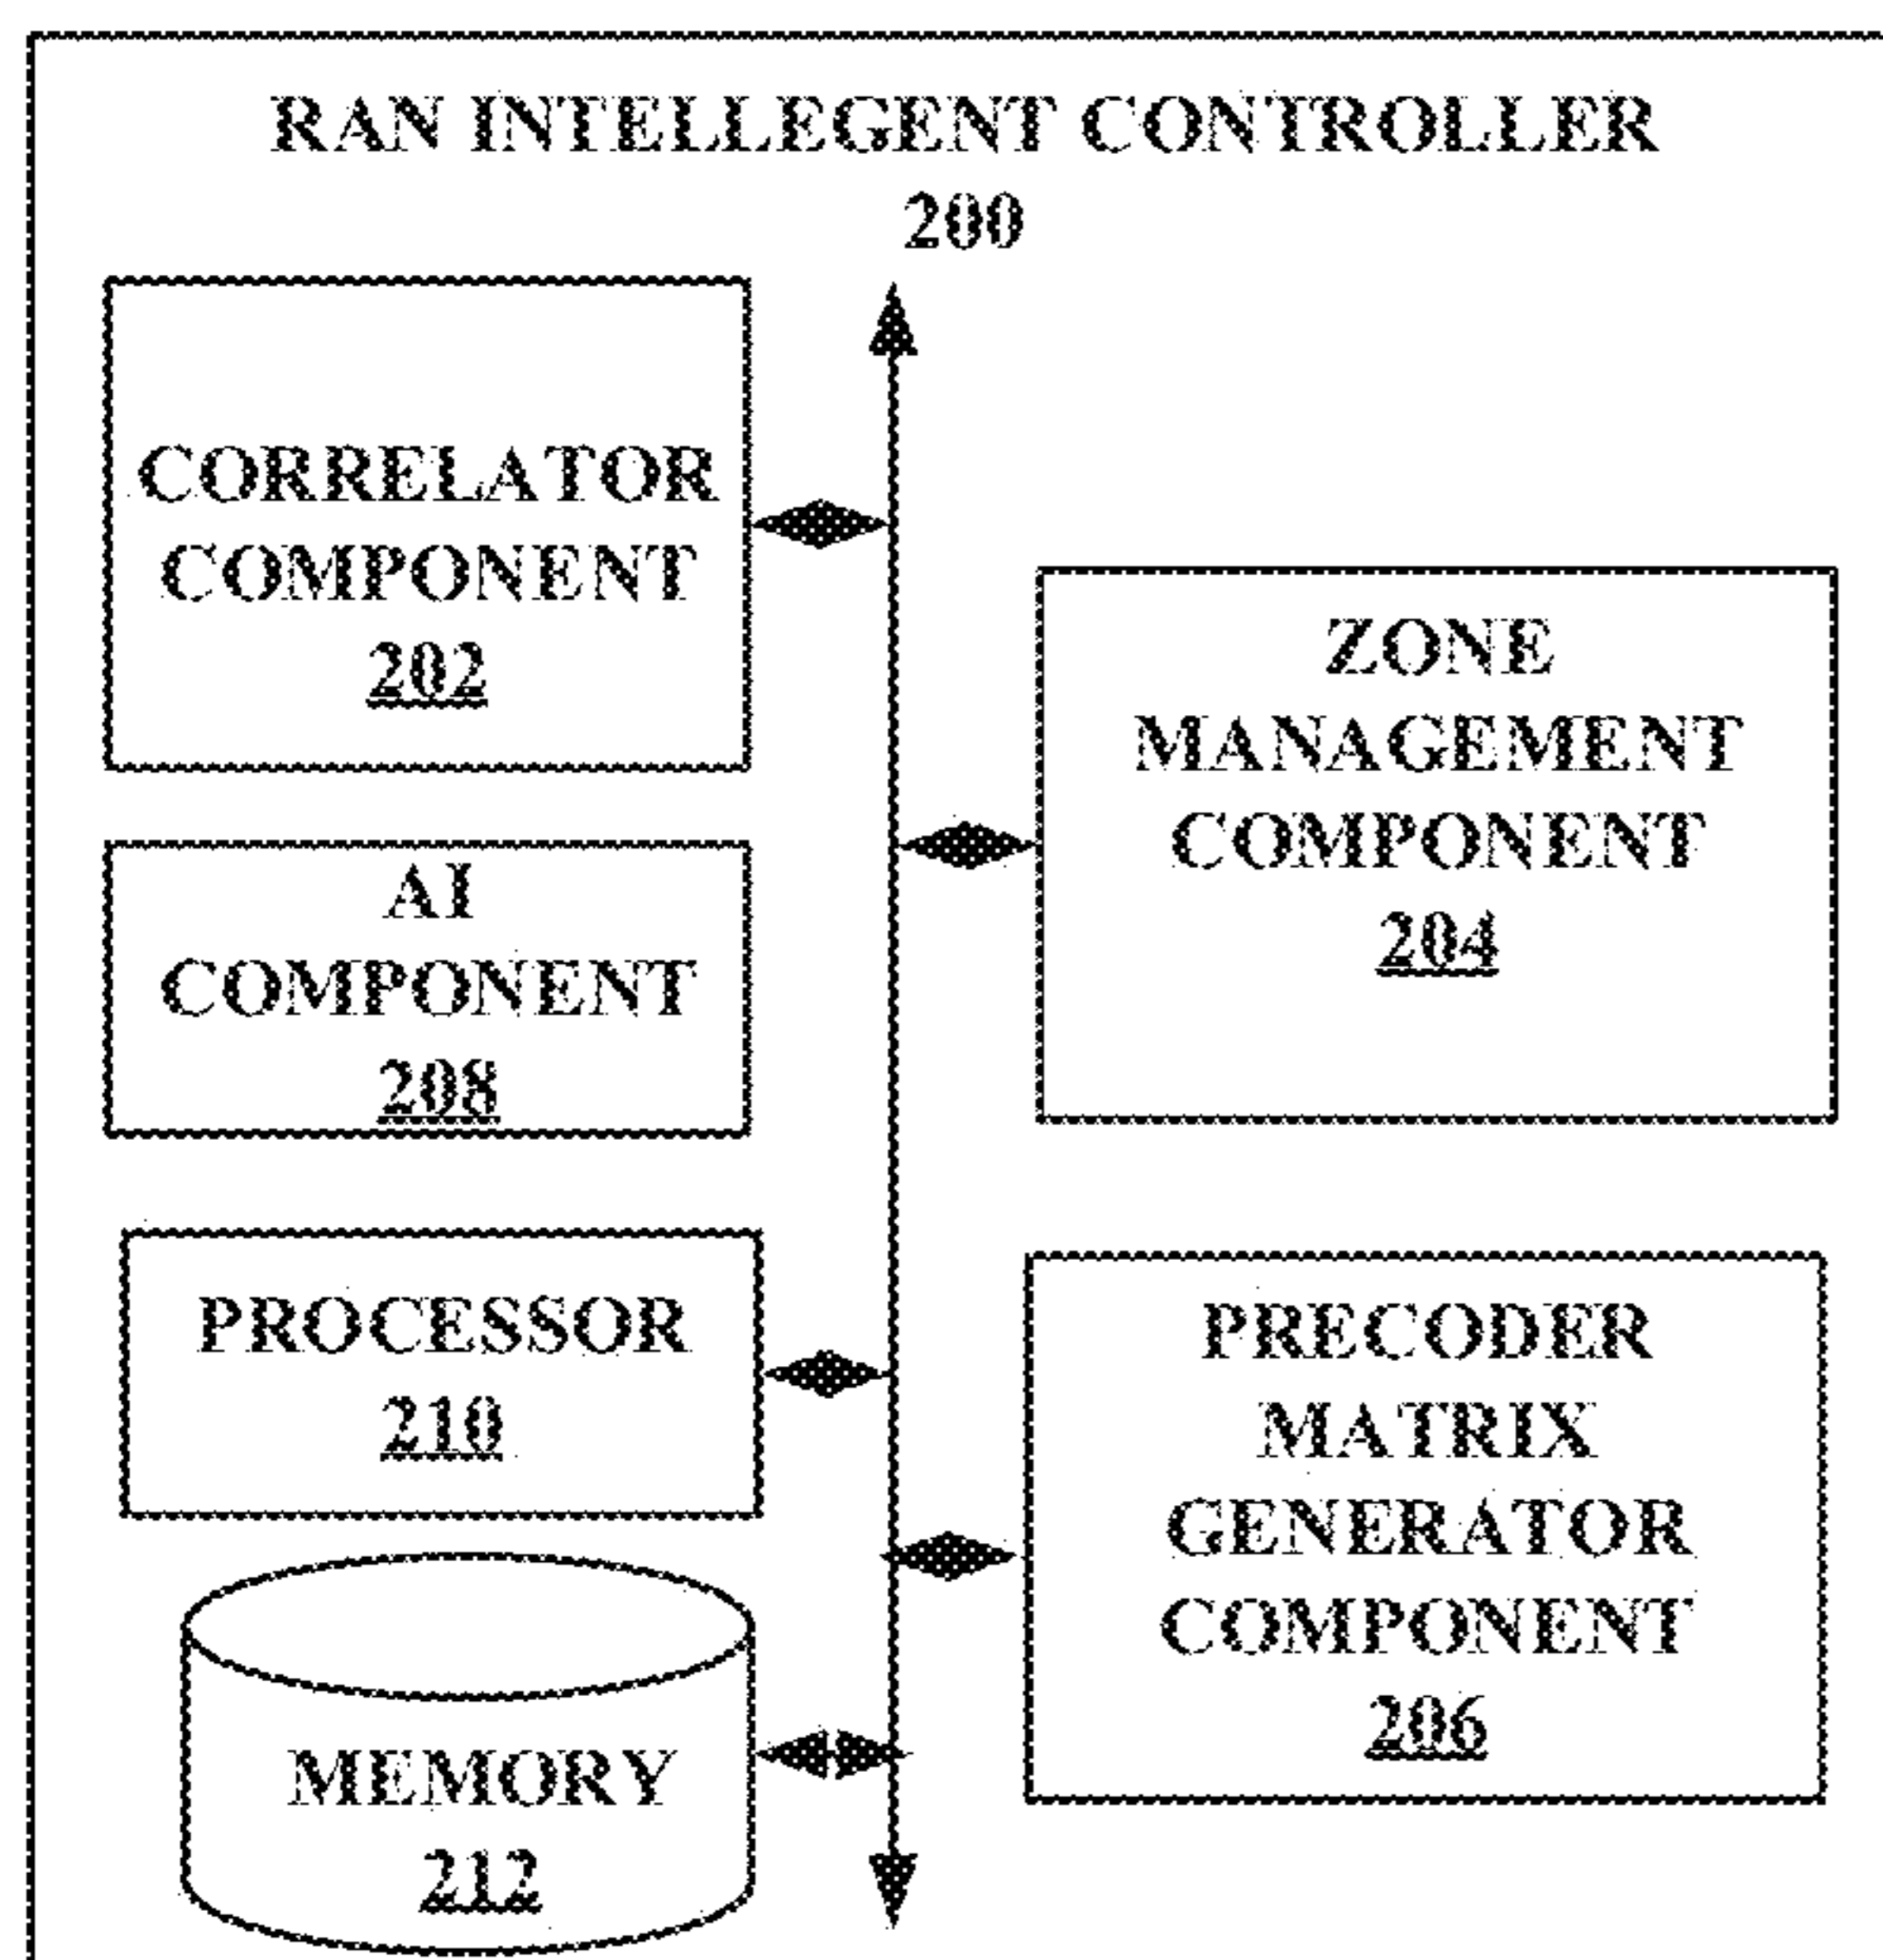 RAN INTELLEGENT CONTROLLER
200
CORRELATOR
COMPONENT
202
ZONE
MANAGEMENT
COMPONENT
204
AI
COMPONENT
208
PROCESSOR
210
PRECODER
MATRIX
GENERATOR
COMPONENT
206
MEMORY
212